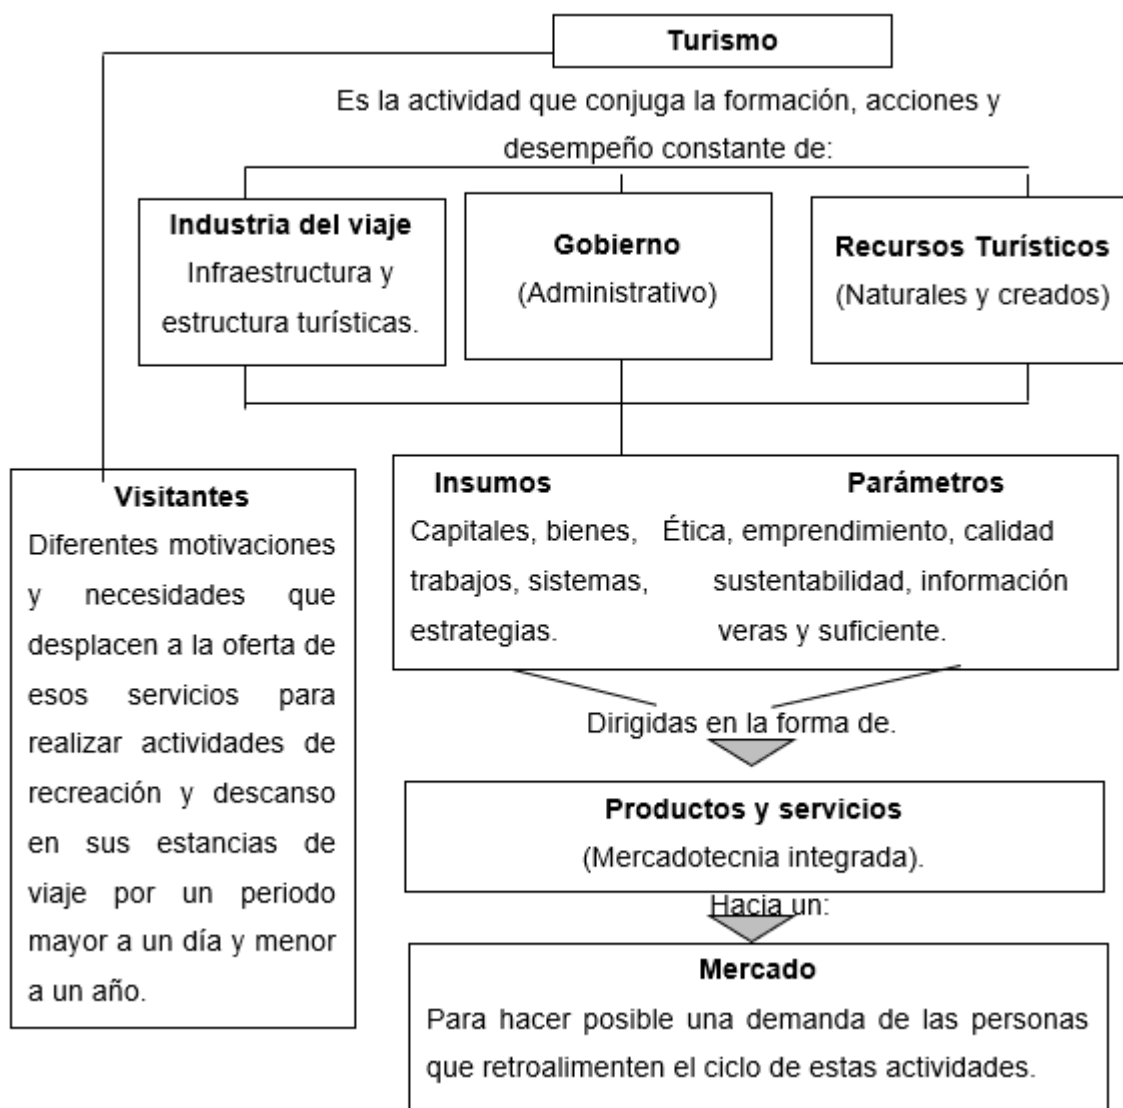 Turismo
Es la actividad que conjuga la formación, acciones y
desempeño constante de:
Industria del viaje
Infraestructura y
estructura turísticas.
Gobierno
(Administrativo)
Recursos Turísticos
(Naturales y creados)
Visitantes
Diferentes motivaciones
y necesidades que
desplacen a la oferta de
esos servicios para
realizar actividades de
recreación y descanso
en sus estancias de
viaje por un periodo
mayor a un día y menor
a un año.
Insumos Parámetros
Capitales, bienes, Ética, emprendimiento, calidad
trabajos, sistemas, sustentabilidad, información
estrategias. veras y suficiente.
Dirigidas en la forma de.
Productos y servicios
(Mercadotecnia integrada).
Hacia un:
Mercado
Para hacer posible una demanda de las personas
que retroalimenten el ciclo de estas actividades.